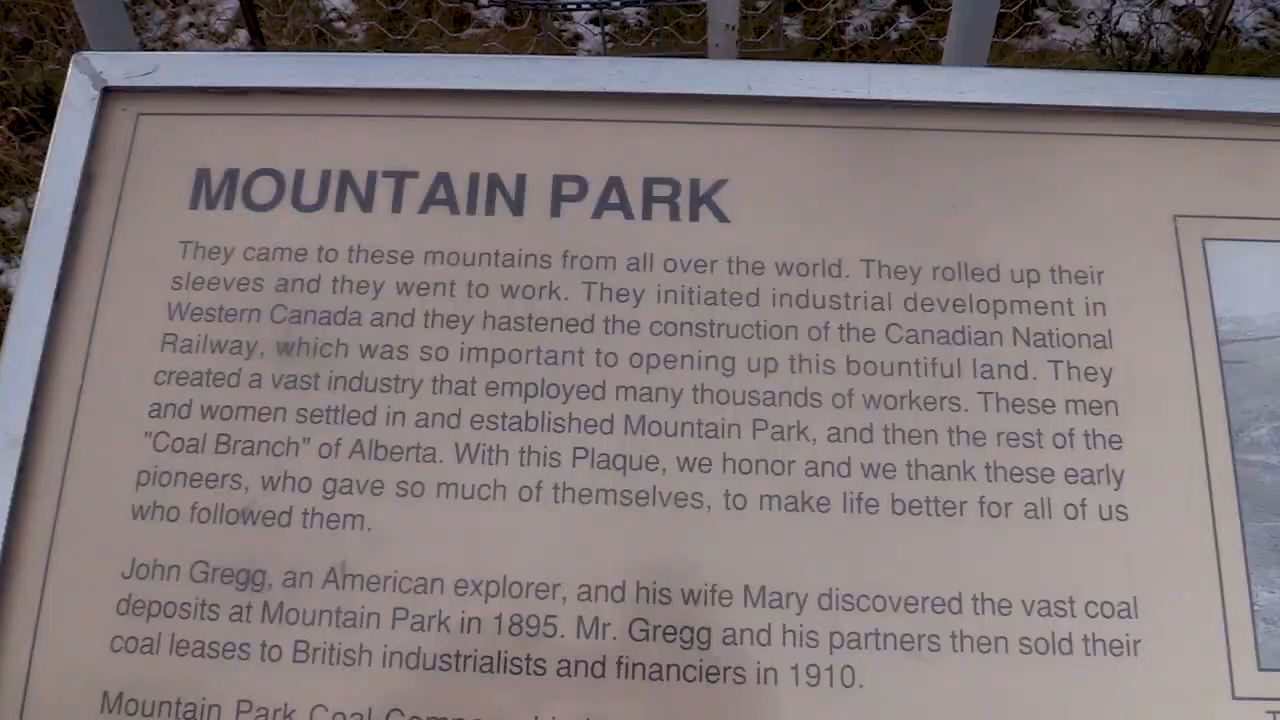 MOUNTAIN PARK
They came to these mountains from all over the world. They rolled up their
sleeves and they went to work. They initiated industrial development in
Western Canada and they hastened the construction of the Canadian National
Railway, which was so important to opening up this bountiful land. They
created a vast industry that employed many thousands of workers. These men
and women settled in and established Mountain Park, and then the rest of the
"Coal Branch" of Alberta. With this Plaque, we honor and we thank these early
pioneers, who gave so much of themselves, to make life better for all of us
who followed them.
John Gregg, an American explorer, and his wife Mary discovered the vast coal
deposits at Mountain Park in 1895. Mr. Gregg and his partners then sold their
coal leases to British industrialists and financiers in 1910.
Mountain Park Coal